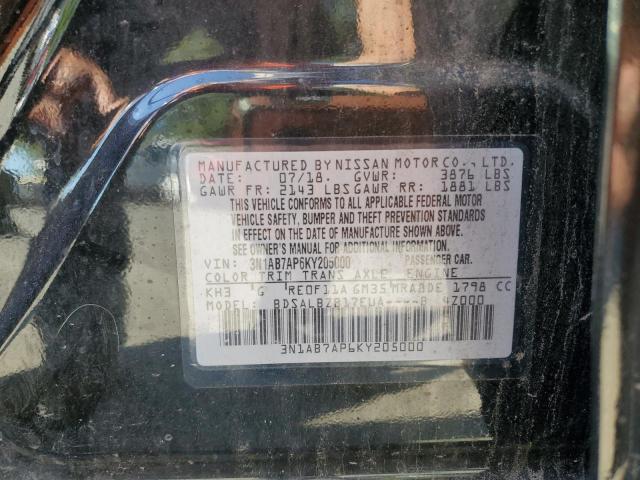 MANUFACTURED BY NISSAN MOTOR CO., LTD.
DATE: 07/18. GVWR: 3876 LBS
GAWR FR: 2143 LBS GAWR RR: 1881 LBS
THIS VEHICLE CONFORMS TO ALL APPLICABLE FEDERAL MOTOR
VEHICLE SAFETY, BUMPER AND THEFT PREVENTION STANDARDS
IN EFFECT ON THE DATE OF MANUFACTURE SHOWN ABOVE.
SEE OWNER'S MANUAL FOR ADDITIONAL INFORMATION.
VIN: 3N1AB7AP6KY205000 PASSENGER CAR.
COLOR TRIM TRANS AXLE ENGINE
KH3 G RE0F11A GM35 MRA8DE 1798 CC
MODEL: BDSALBZB17EUA----B 4Z000
3N1AB7AP6KY205000